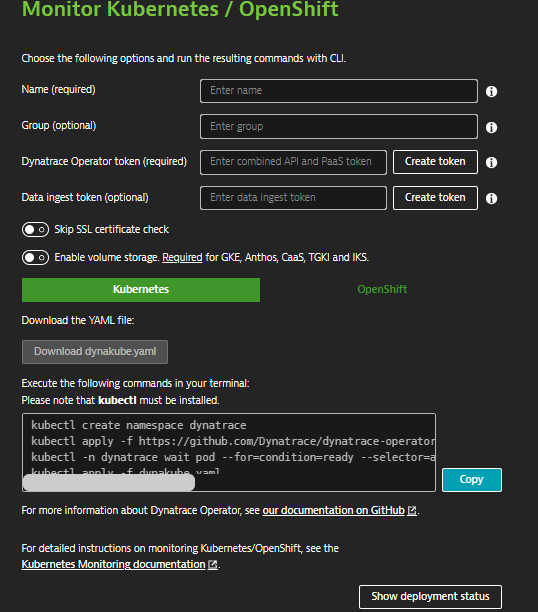 Monitor Kubernetes / OpenShift
Choose the following options and run the resulting commands with CLI.
Name (required)
Enter name
Group (optional)
Enter group
Dynatrace Operator token (required)
Enter combined API and PaaS token
Create token
Data ingest token (optional)
Enter data ingest token
Create token
Skip SSL certificate check
Enable volume storage. Required for GKE, Anthos, CaaS, TGKI and IKS.
Kubernetes
OpenShift
Download the YAML file:
Download dynakube.yaml
Execute the following commands in your terminal:
Please note that kubectl must be installed.
kubectl create namespace dynatrace
kubectl apply -f https://github.com/Dynatrace/dynatrace-operator
kubectl -n dynatrace wait pod --for=condition=ready --selector=a
kubectl apply -f dynakube.yaml
Copy
For more information about Dynatrace Operator, see our documentation on GitHub.
For detailed instructions on monitoring Kubernetes/OpenShift, see the
Kubernetes Monitoring documentation.
Show deployment status